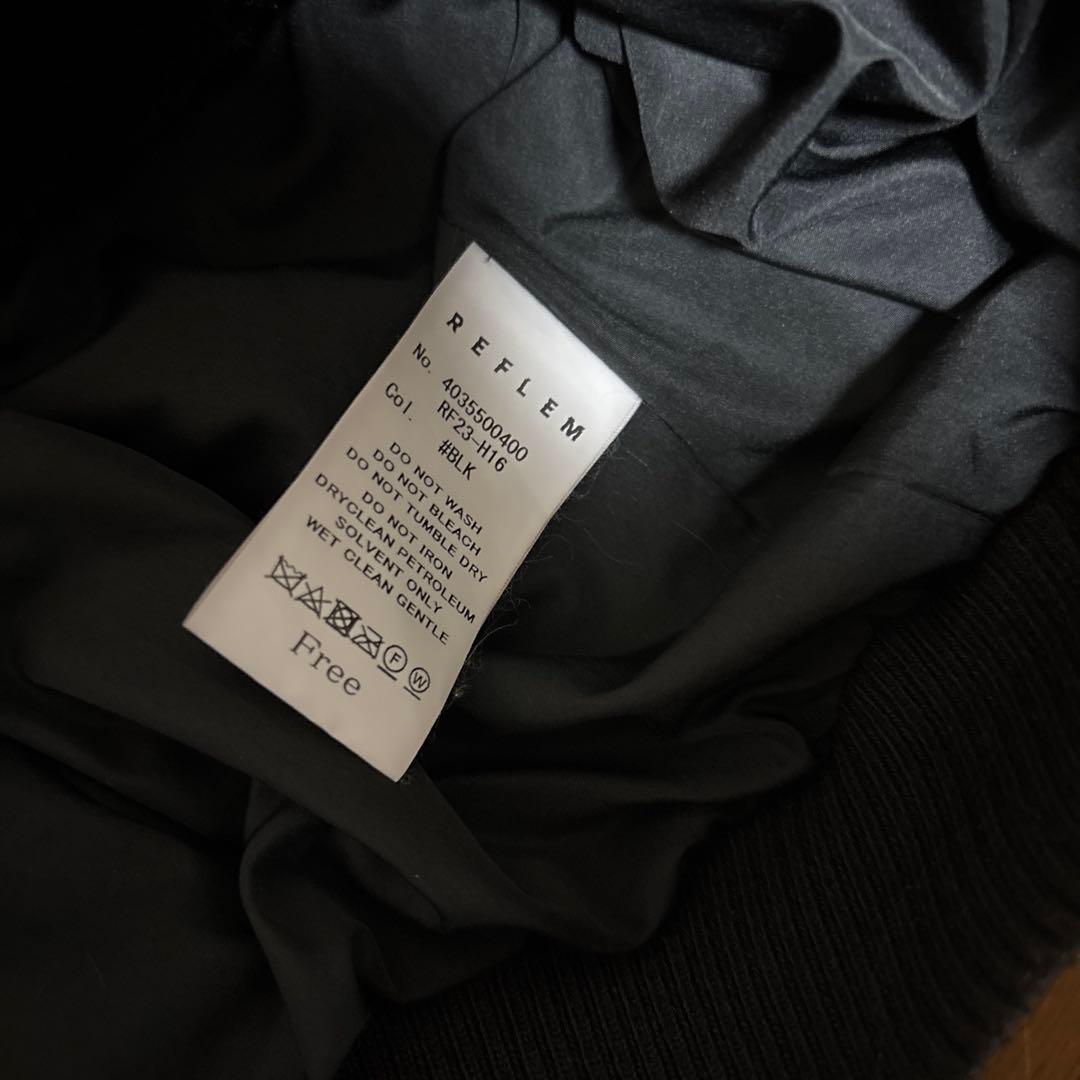 REFLEM
No. 4035500400
RF23-H16
Col. #BLK
DO NOT WASH
DO NOT BLEACH
DO NOT TUMBLE DRY
DO NOT IRON
DRYCLEAN PETROLEUM
SOLVENT ONLY
WET CLEAN GENTLE
F W
Free